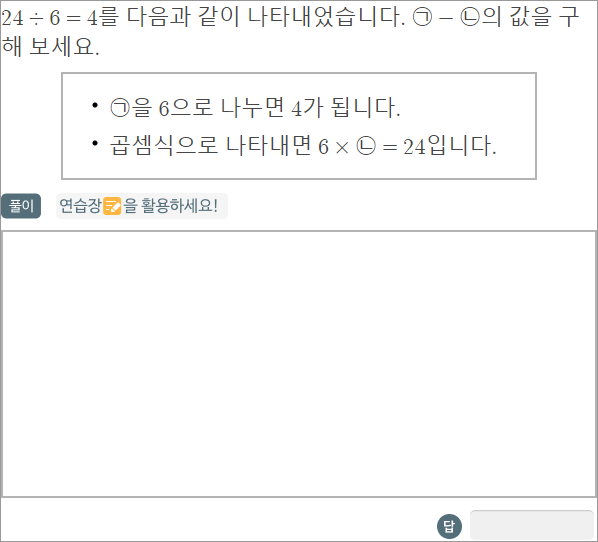 24 ÷ 6 = 4를 다음과 같이 나타내었습니다. ㉠ − ㉡의 값을 구
해 보세요.
• ㉠을 6으로 나누면 4가 됩니다.
• 곱셈식으로 나타내면 6 × ㉡ = 24입니다.
풀이 연습장을 활용하세요!
답